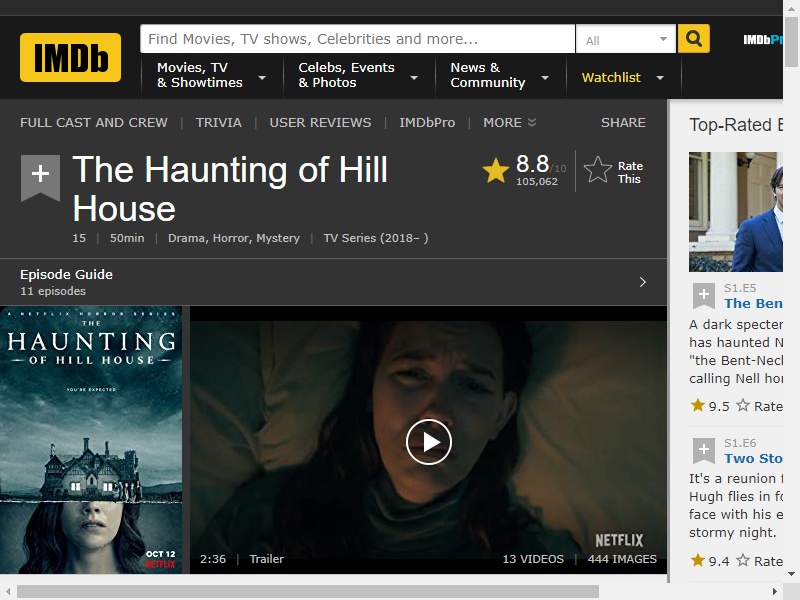 IMDb
Find Movies, TV shows, Celebrities and more...
All
Movies, TV
& Showtimes
Celebs, Events
& Photos
News &
Community
Watchlist
FULL CAST AND CREW | TRIVIA | USER REVIEWS | IMDbPro | MORE
SHARE
The Haunting of Hill
House
8.8/10
105,062
Rate
This
15 | 50min | Drama, Horror, Mystery | TV Series (2018– )
Episode Guide
11 episodes
A NETFLIX HORROR SERIES
THE
HAUNTING
OF HILL HOUSE
YOU'RE EXPECTED
OCT 12
NETFLIX
NETFLIX
2:36 | Trailer
13 VIDEOS | 444 IMAGES
Top-Rated
S1.E5
The Ben
A dark specter
has haunted N
"the Bent-Nec
calling Nell ho
9.5 Rate
S1.E6
Two Sto
It's a reunion
Hugh flies in fo
face with his e
stormy night.
9.4 Rate